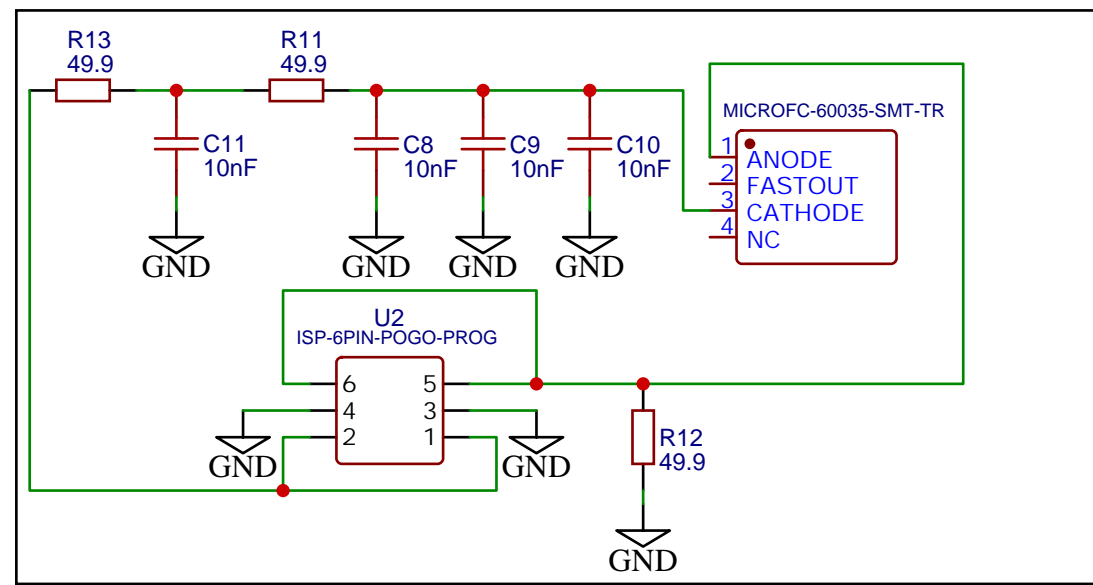 R13
49.9
R11
49.9
C11
10nF
C8
10nF
C9
10nF
C10
10nF
GND
GND
GND
GND
MICROFC-60035-SMT-TR
1 ANODE
2 FASTOUT
3 CATHODE
4 NC
U2
ISP-6PIN-POGO-PROG
6 5
4 3
2 1
GND
GND
R12
49.9
GND